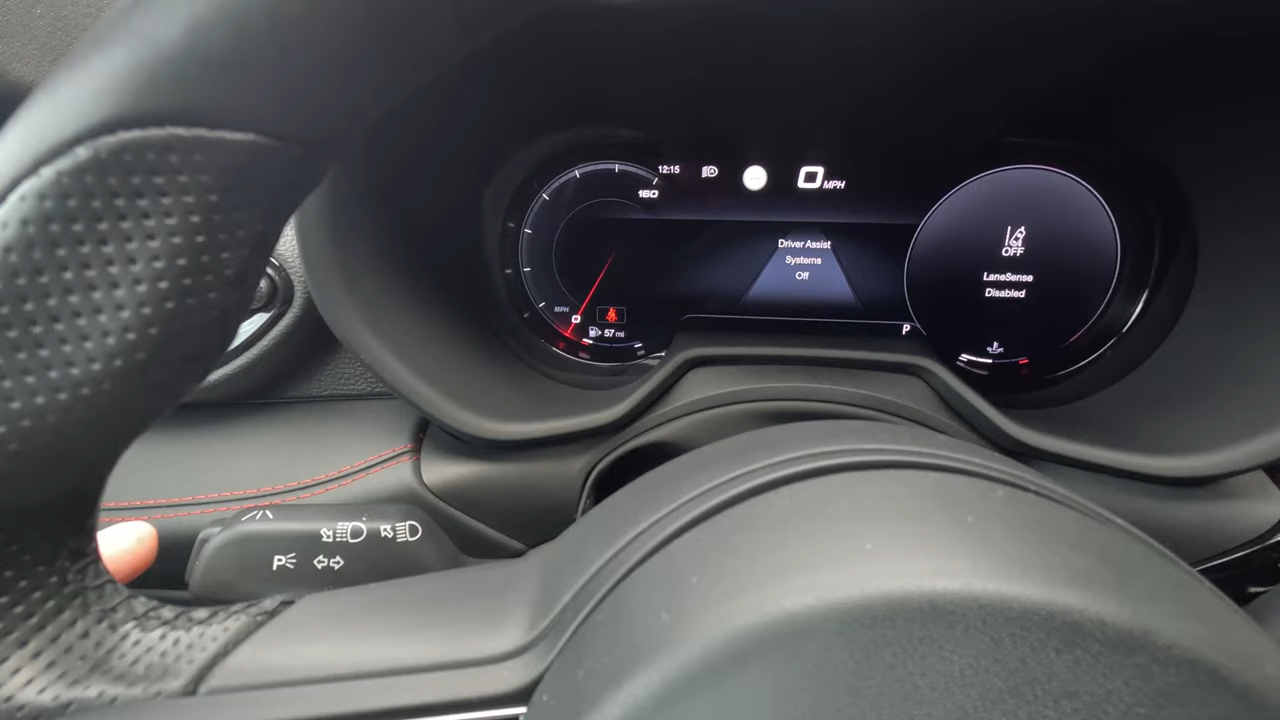 12:15
0 MPH
160
Driver Assist
Systems
Off
OFF
LaneSense
Disabled
MPH 0
57 mi
P
P